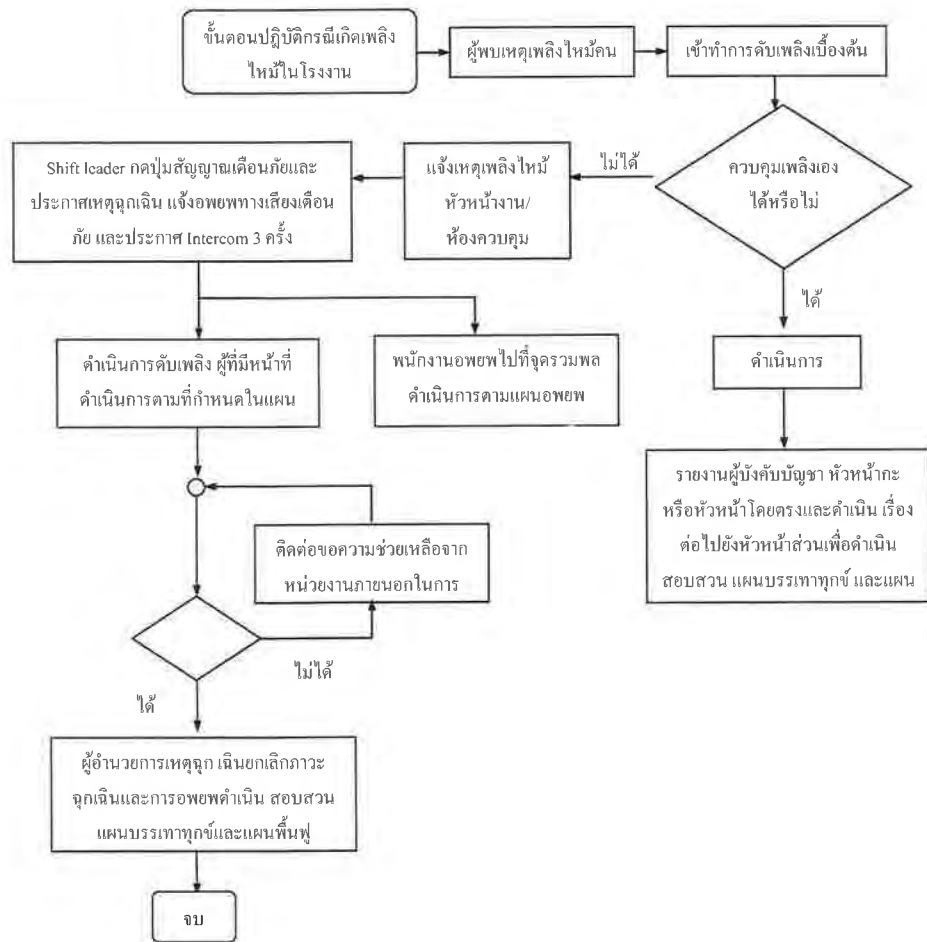 ขั้นตอนปฎิบัติกรณีเกิดเพลิง
ไหม้ในโรงงาน
ผู้พบเหตุเพลิงไหม้คน
เข้าทำการดับเพลิงเบื้องต้น
ควบคุมเพลิงเอง
ได้หรือไม่
ไม่ได้
แจ้งเหตุเพลิงไหม้
หัวหน้างาน/
ห้องควบคุม
Shift leader กดปุ่มสัญญาณเตือนภัยและ
ประกาศเหตุฉุกเฉิน แจ้งอพยพทางเสียงเตือน
ภัย และประกาศ Intercom 3 ครั้ง
ได้
ดำเนินการ
รายงานผู้บังคับบัญชา หัวหน้ากะ
หรือหัวหน้าโดยตรงและดำเนิน เรื่อง
ต่อไปยังหัวหน้าส่วนเพื่อดำเนิน
สอบสวน แผนบรรเทาทุกข์ และแผน
ดำเนินการดับเพลิง ผู้ที่มีหน้าที่
ดำเนินการตามที่กำหนดในแผน
พนักงานอพยพไปที่จุดรวมพล
ดำเนินการตามแผนอพยพ
ติดต่อขอความช่วยเหลือจาก
หน่วยงานภายนอกในการ
ไม่ได้
ได้
ผู้อำนวยการเหตุฉุก เฉินยกเลิกภาวะ
ฉุกเฉินและการอพยพดำเนิน สอบสวน
แผนบรรเทาทุกข์และแผนฟื้นฟู
จบ